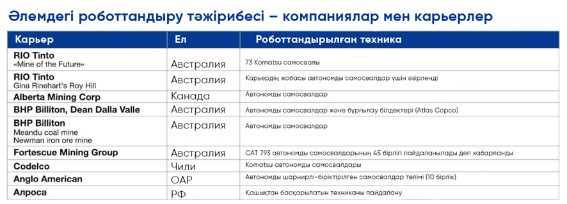 Әлемдегі роботтандыру тәжірибесі – компаниялар мен карьерлер
Карьер Ел Роботтандырылған техника
RIO Tinto
«Mine of the Future» Австралия 73 Komatsu самосвалы
RIO Tinto
Gina Rinehart's Roy Hill Австралия Карьердің жобасы автономды самосвалдар үшін әзірленді
Alberta Mining Corp Канада Автономды самосвалдар
BHP Billiton, Dean Dalla Valle Австралия Автономды самосвалдар және бұрғылау білдектері (Atlas Copco)
BHP Billiton
Meandu coal mine
Newman iron ore mine Австралия Автономды самосвалдар
Fortescue Mining Group Австралия CAT 793 автономды самосвалдарының 45 бірлігі пайдаланылады деп хабарланды
Codelco Чили Komatsu автономды самосвалдары
Anglo American ОАР Автономды шарнирлі-біріктірілген самосвалдар тәлімі (10 бірлік)
Алроса РФ Қашықтан басқарылатын техниканы пайдалану